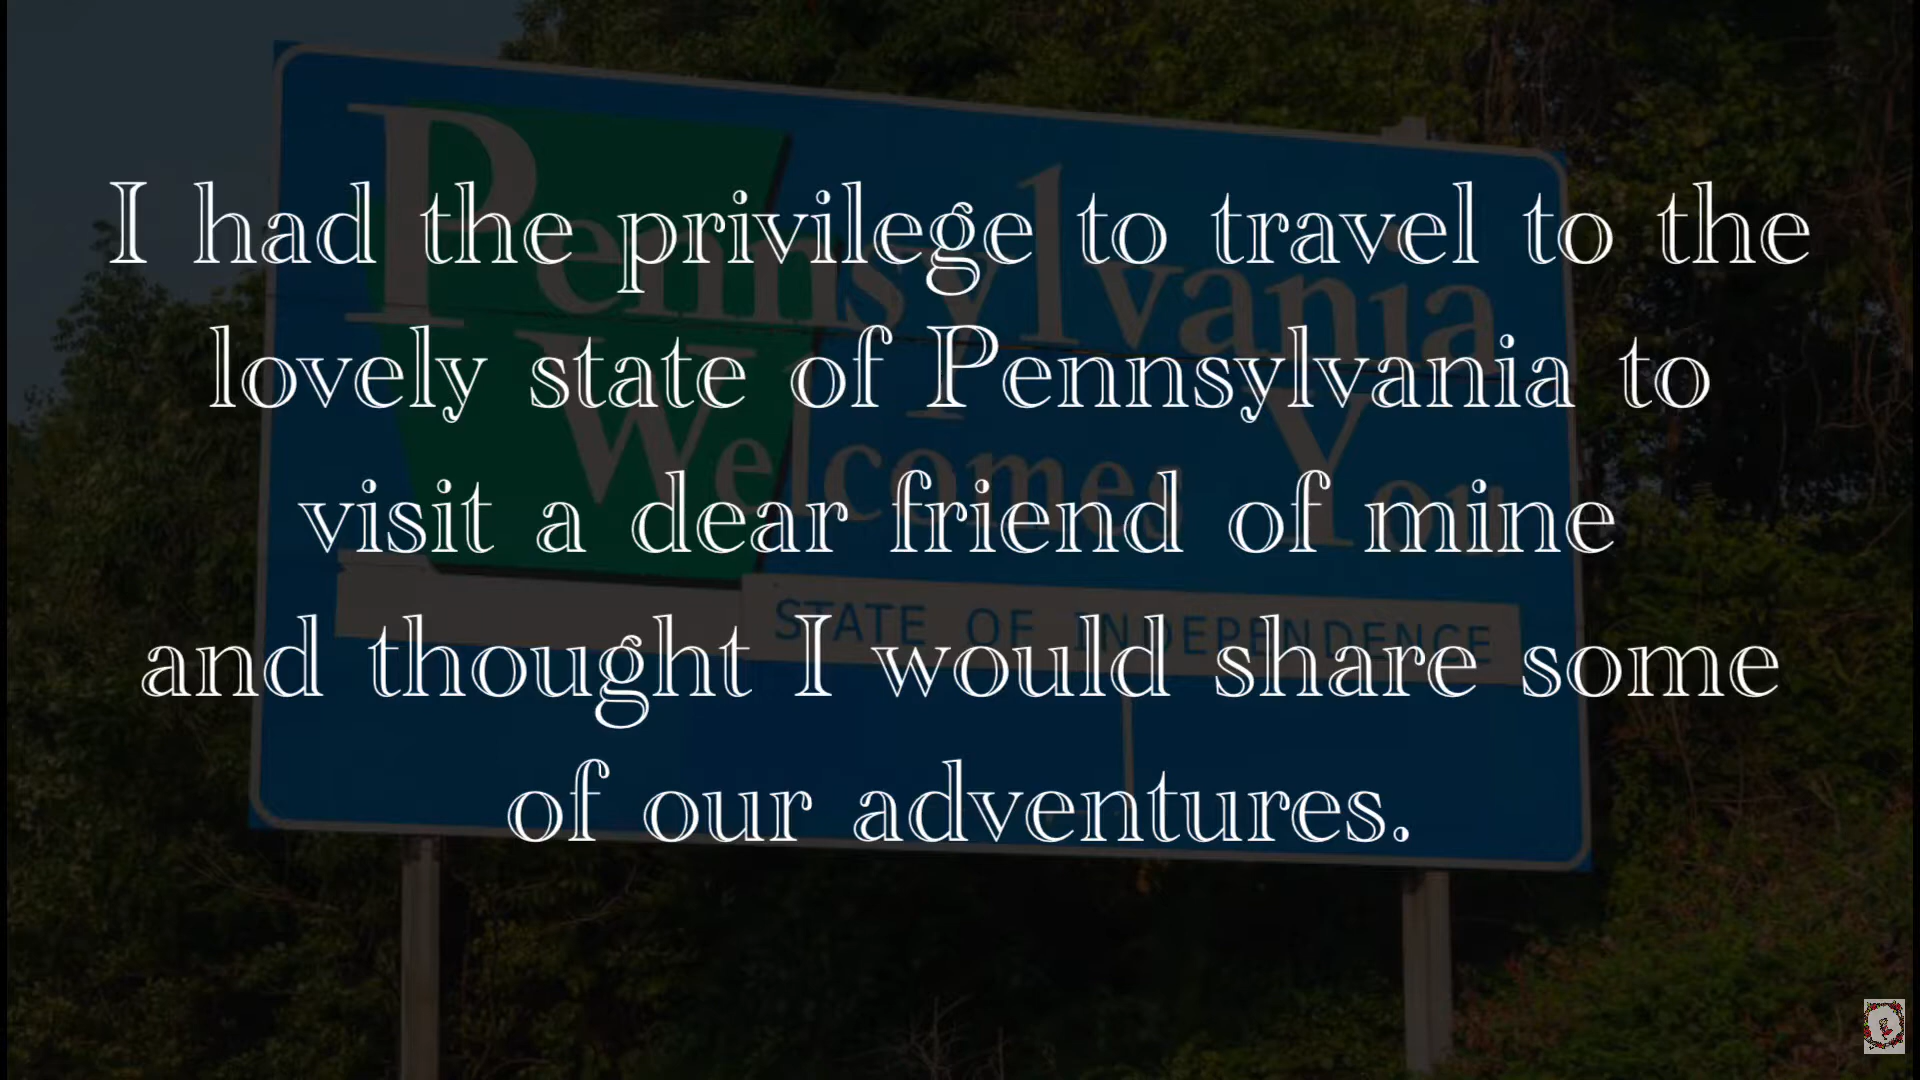 I had the privilege to travel to the
lovely state of Pennsylvania to
visit a dear friend of mine
and thought I would share some
of our adventures.
Pennsylvania
Welcomes You
STATE OF INDEPENDENCE